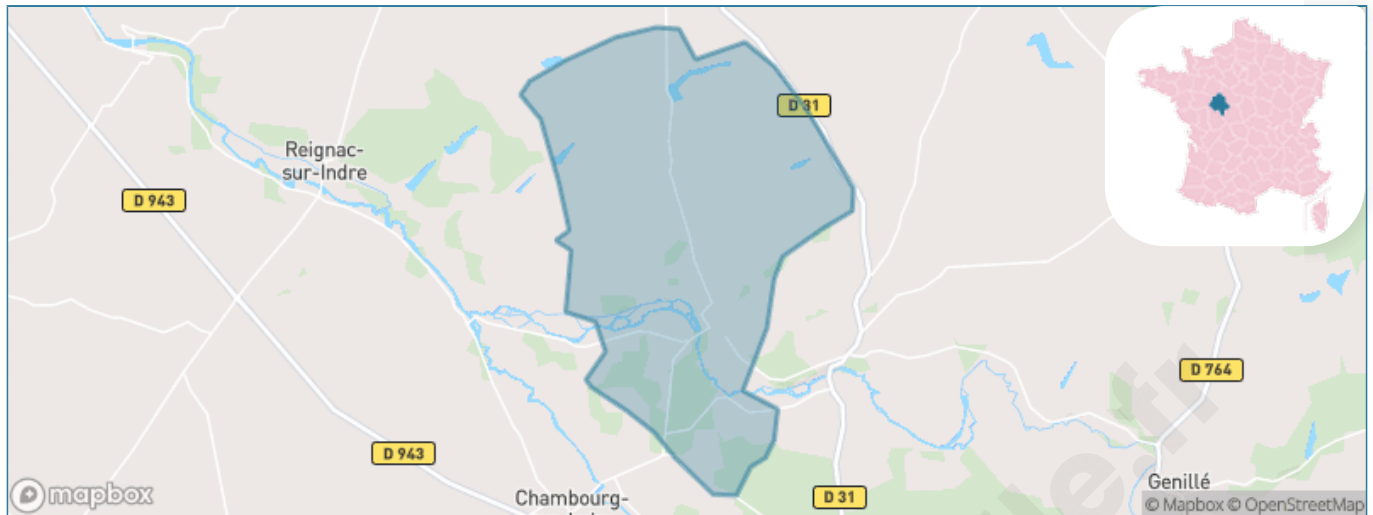 D 31
Reignac-
sur-Indre
D 943
D 764
D 943
Chambourg-
D 31
Genillé
mapbox
© Mapbox © OpenStreetMap